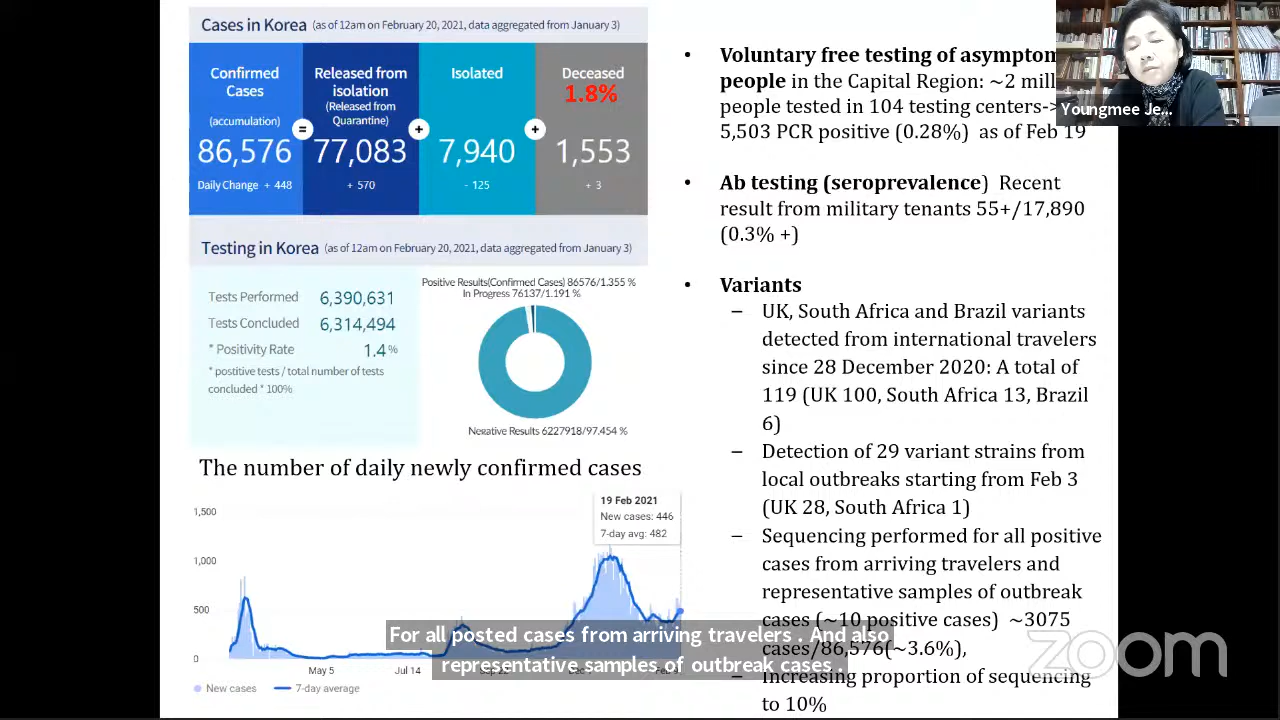 Cases in Korea (as of 12am on February 20, 2021, data aggregated from January 3)
Confirmed Cases
(accumulation)
86,576
Daily Change + 448
=
Released from isolation
(Released from Quarantine)
77,083
+ 570
+
Isolated
7,940
- 125
+
Deceased
1.8%
1,553
+ 3
Testing in Korea (as of 12am on February 20, 2021, data aggregated from January 3)
Tests Performed 6,390,631
Tests Concluded 6,314,494
* Positivity Rate 1.4 %
* postitive tests / total number of tests
concluded * 100%
Positive Results(Confirmed Cases) 86576/1.355 %
In Progress 76137/1.191 %
Negative Results 6227918/97.454 %
The number of daily newly confirmed cases
19 Feb 2021
New cases: 446
7-day avg: 482
1,500
1,000
500
0
May 5 Jul 14
New cases 7-day average
• Voluntary free testing of asymptom
people in the Capital Region: ~2 mill
people tested in 104 testing centers->
5,503 PCR positive (0.28%) as of Feb 19
• Ab testing (seroprevalence) Recent
result from military tenants 55+/17,890
(0.3% +)
• Variants
– UK, South Africa and Brazil variants
detected from international travelers
since 28 December 2020: A total of
119 (UK 100, South Africa 13, Brazil
6)
– Detection of 29 variant strains from
local outbreaks starting from Feb 3
(UK 28, South Africa 1)
– Sequencing performed for all positive
cases from arriving travelers and
representative samples of outbreak
cases (~10 positive cases) ~3075
cases/86,576(~3.6%),
– Increasing proportion of sequencing
to 10%
Youngmee Je...
For all posted cases from arriving travelers . And also
representative samples of outbreak cases .
zoom